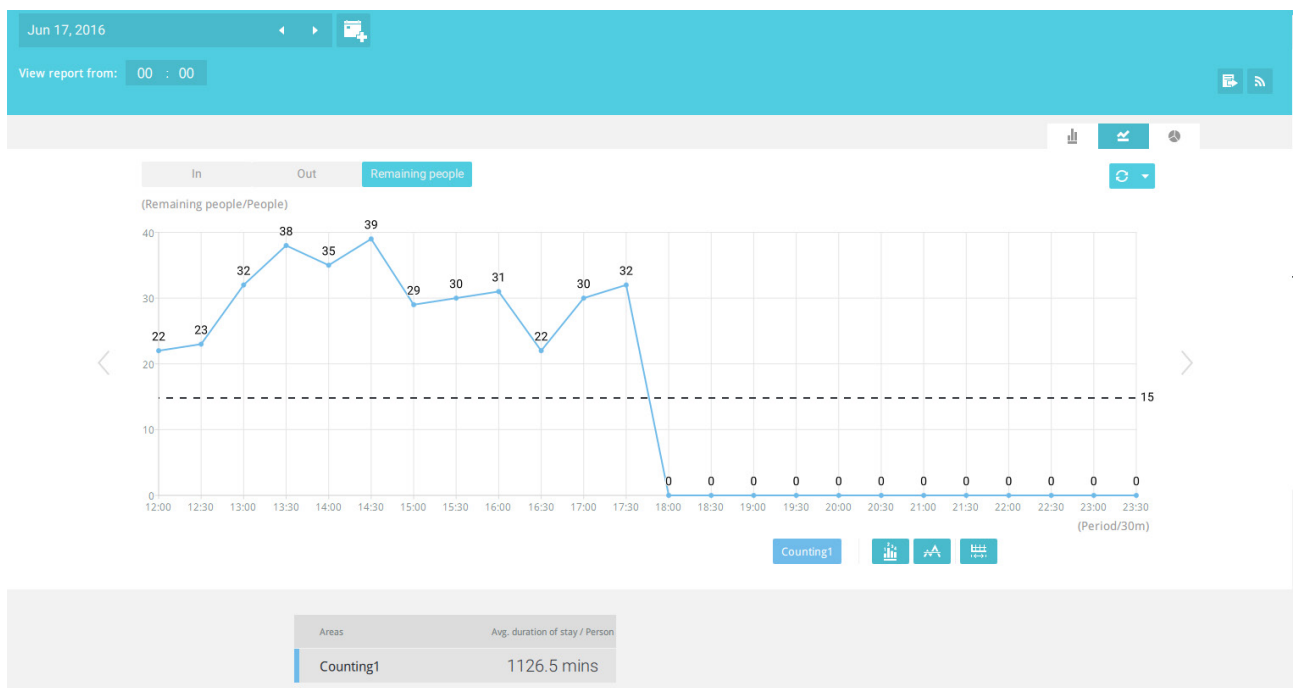 Jun 17, 2016
View report from: 00 : 00
In Out Remaining people
(Remaining people/People)
40
30
20
10
0
22 23 32 38 35 39 29 30 31 22 30 32 0 0 0 0 0 0 0 0 0 0 0 0
15
12:00 12:30 13:00 13:30 14:00 14:30 15:00 15:30 16:00 16:30 17:00 17:30 18:00 18:30 19:00 19:30 20:00 20:30 21:00 21:30 22:00 22:30 23:00 23:30
(Period/30m)
Counting1
Areas Avg. duration of stay / Person
Counting1 1126.5 mins